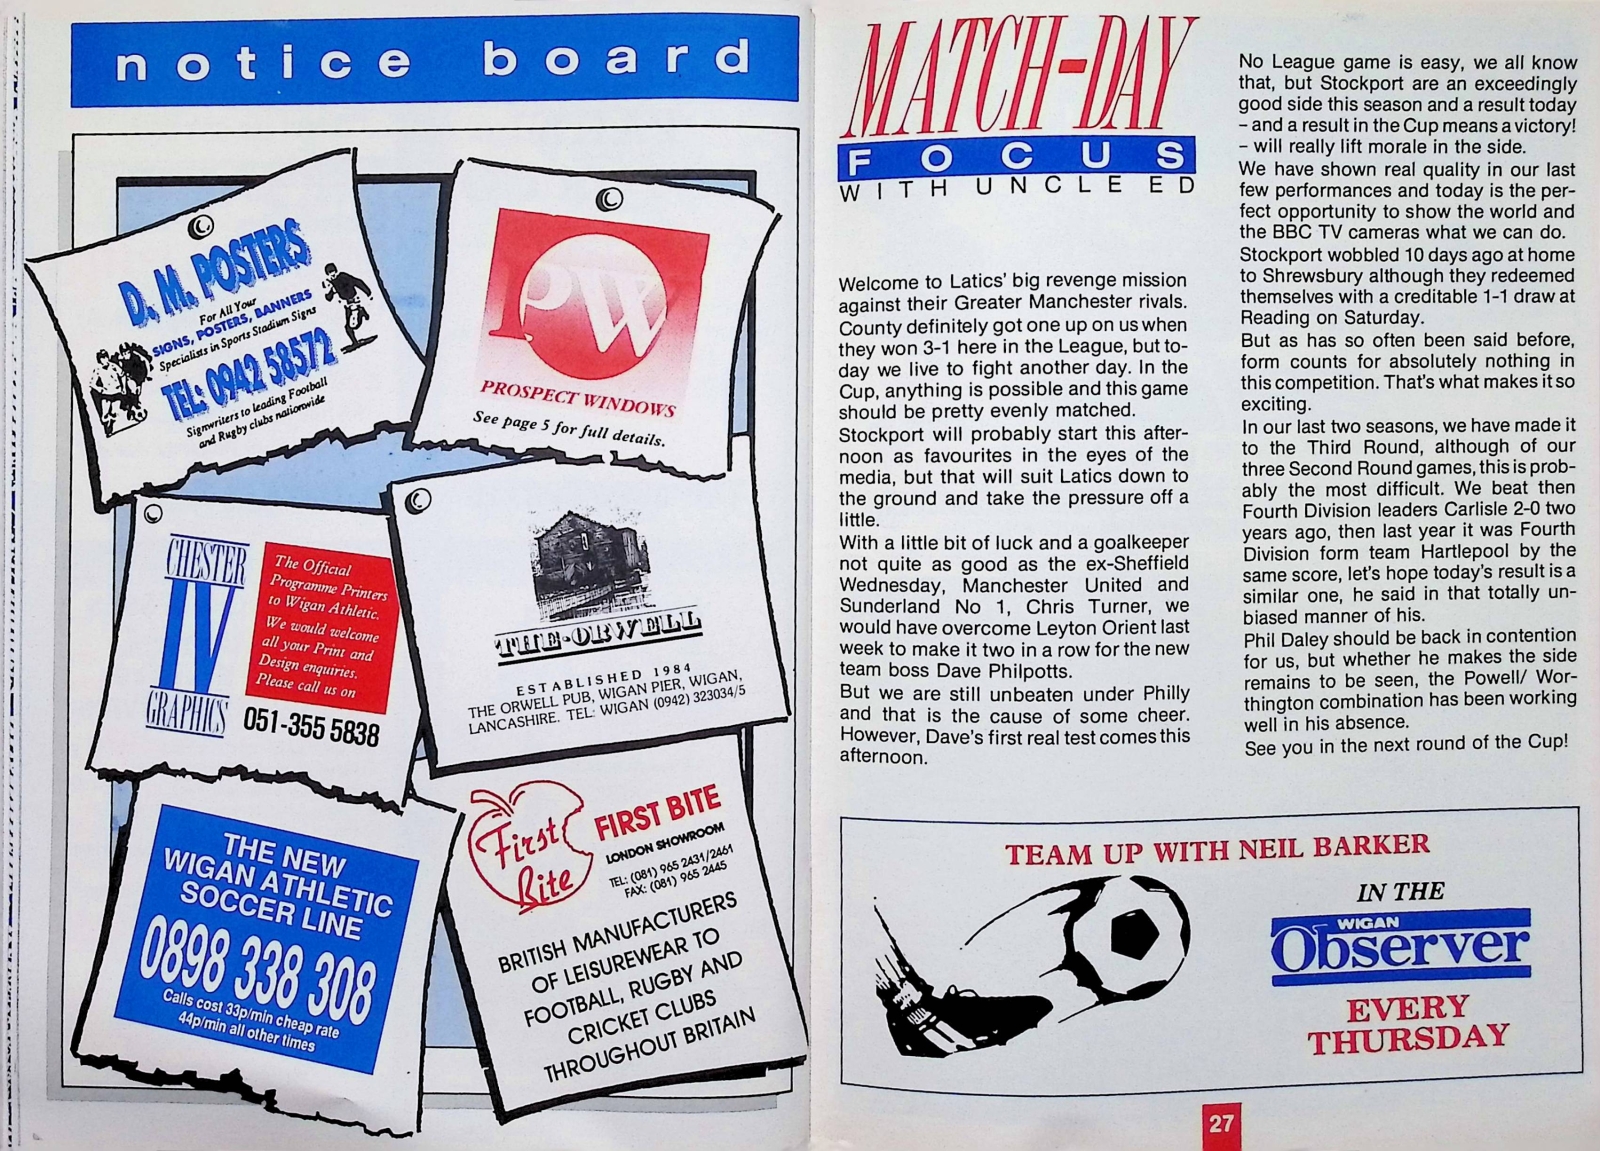 notice board
D. M. POSTERS
For All Your
SIGNS, POSTERS, BANNERS
Specialists in Sports Stadium Signs
TEL: 0942 58572
Signwriters to leading Football
and Rugby clubs nationwide
PW
PROSPECT WINDOWS
See page 5 for full details.
CHESTER
IV
GRAPHICS
The Official
Programme Printers
to Wigan Athletic.
We would welcome
all your Print and
Design enquiries.
Please call us on
051-355 5838
THE-ORWELL
ESTABLISHED 1984
THE ORWELL PUB, WIGAN PIER, WIGAN,
LANCASHIRE. TEL: WIGAN (0942) 323034/5
THE NEW
WIGAN ATHLETIC
SOCCER LINE
0898 338 308
Calls cost 33p/min cheap rate
44p/min all other times
First
Bite
FIRST BITE
LONDON SHOWROOM
TEL: (081) 965 2431/2461
FAX: (081) 965 2445
BRITISH MANUFACTURERS
OF LEISUREWEAR TO
FOOTBALL, RUGBY AND
CRICKET CLUBS
THROUGHOUT BRITAIN
MATCH-DAY
FOCUS
WITH UNCLE ED
Welcome to Latics' big revenge mission
against their Greater Manchester rivals.
County definitely got one up on us when
they won 3-1 here in the League, but to-
day we live to fight another day. In the
Cup, anything is possible and this game
should be pretty evenly matched.
Stockport will probably start this after-
noon as favourites in the eyes of the
media, but that will suit Latics down to
the ground and take the pressure off a
little.
With a little bit of luck and a goalkeeper
not quite as good as the ex-Sheffield
Wednesday, Manchester United and
Sunderland No 1, Chris Turner, we
would have overcome Leyton Orient last
week to make it two in a row for the new
team boss Dave Philpotts.
But we are still unbeaten under Philly
and that is the cause of some cheer.
However, Dave's first real test comes this
afternoon.
No League game is easy, we all know
that, but Stockport are an exceedingly
good side this season and a result today
– and a result in the Cup means a victory!
– will really lift morale in the side.
We have shown real quality in our last
few performances and today is the per-
fect opportunity to show the world and
the BBC TV cameras what we can do.
Stockport wobbled 10 days ago at home
to Shrewsbury although they redeemed
themselves with a creditable 1-1 draw at
Reading on Saturday.
But as has so often been said before,
form counts for absolutely nothing in
this competition. That's what makes it so
exciting.
In our last two seasons, we have made it
to the Third Round, although of our
three Second Round games, this is prob-
ably the most difficult. We beat then
Fourth Division leaders Carlisle 2-0 two
years ago, then last year it was Fourth
Division form team Hartlepool by the
same score, let's hope today's result is a
similar one, he said in that totally un-
biased manner of his.
Phil Daley should be back in contention
for us, but whether he makes the side
remains to be seen, the Powell/ Wor-
thington combination has been working
well in his absence.
See you in the next round of the Cup!
TEAM UP WITH NEIL BARKER
IN THE
WIGAN
Observer
EVERY
THURSDAY
27